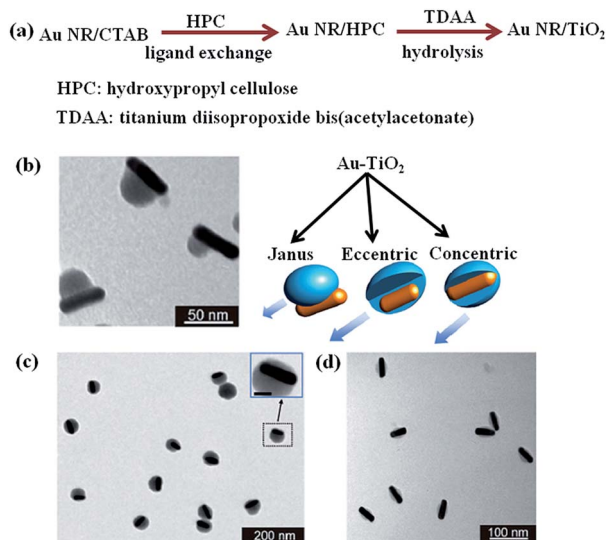 (a) Au NR/CTAB HPC ligand exchange Au NR/HPC TDAA hydrolysis Au NR/TiO₂
HPC: hydroxypropyl cellulose
TDAA: titanium diisopropoxide bis(acetylacetonate)
(b)
50 nm
Au-TiO₂
Janus Eccentric Concentric
(c)
200 nm
(d)
100 nm